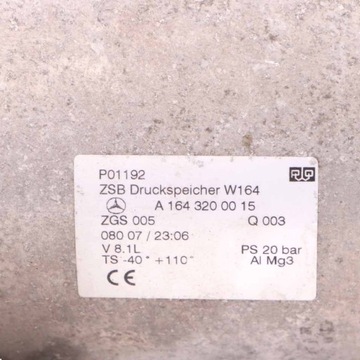 P01192
ZSB Druckspeicher W164
A 164 320 00 15
ZGS 005 Q 003
080 07 / 23:06
V 8.1L PS 20 bar
TS -40° +110° Al Mg3
CE